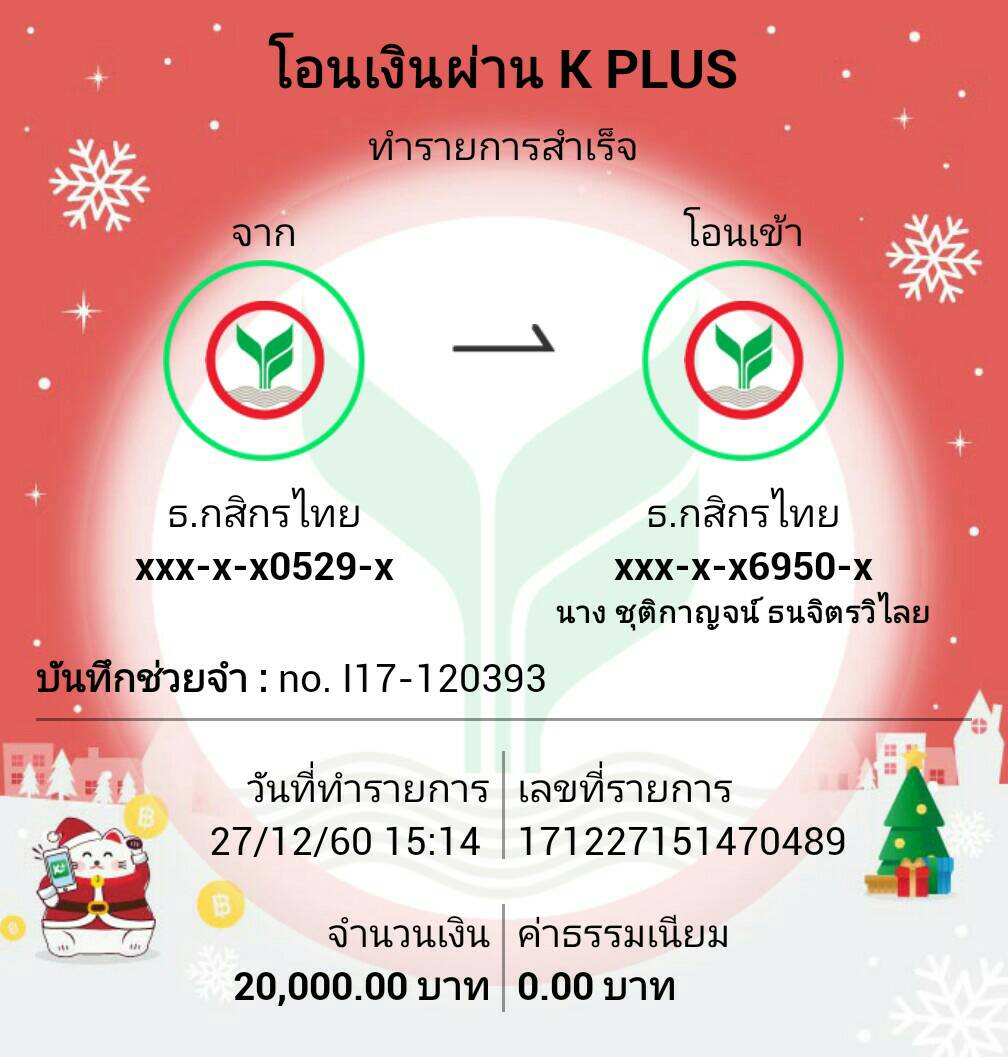 โอนเงินผ่าน K PLUS
ทำรายการสำเร็จ
จาก
โอนเข้า
ธ.กสิกรไทย
xxx-x-x0529-x
ธ.กสิกรไทย
xxx-x-x6950-x
นาง ชุติกาญจน์ ธนจิตรวิไลย
บันทึกช่วยจำ : no. I17-120393
วันที่ทำรายการ
27/12/60 15:14
เลขที่รายการ
171227151470489
จำนวนเงิน
20,000.00 บาท
ค่าธรรมเนียม
0.00 บาท